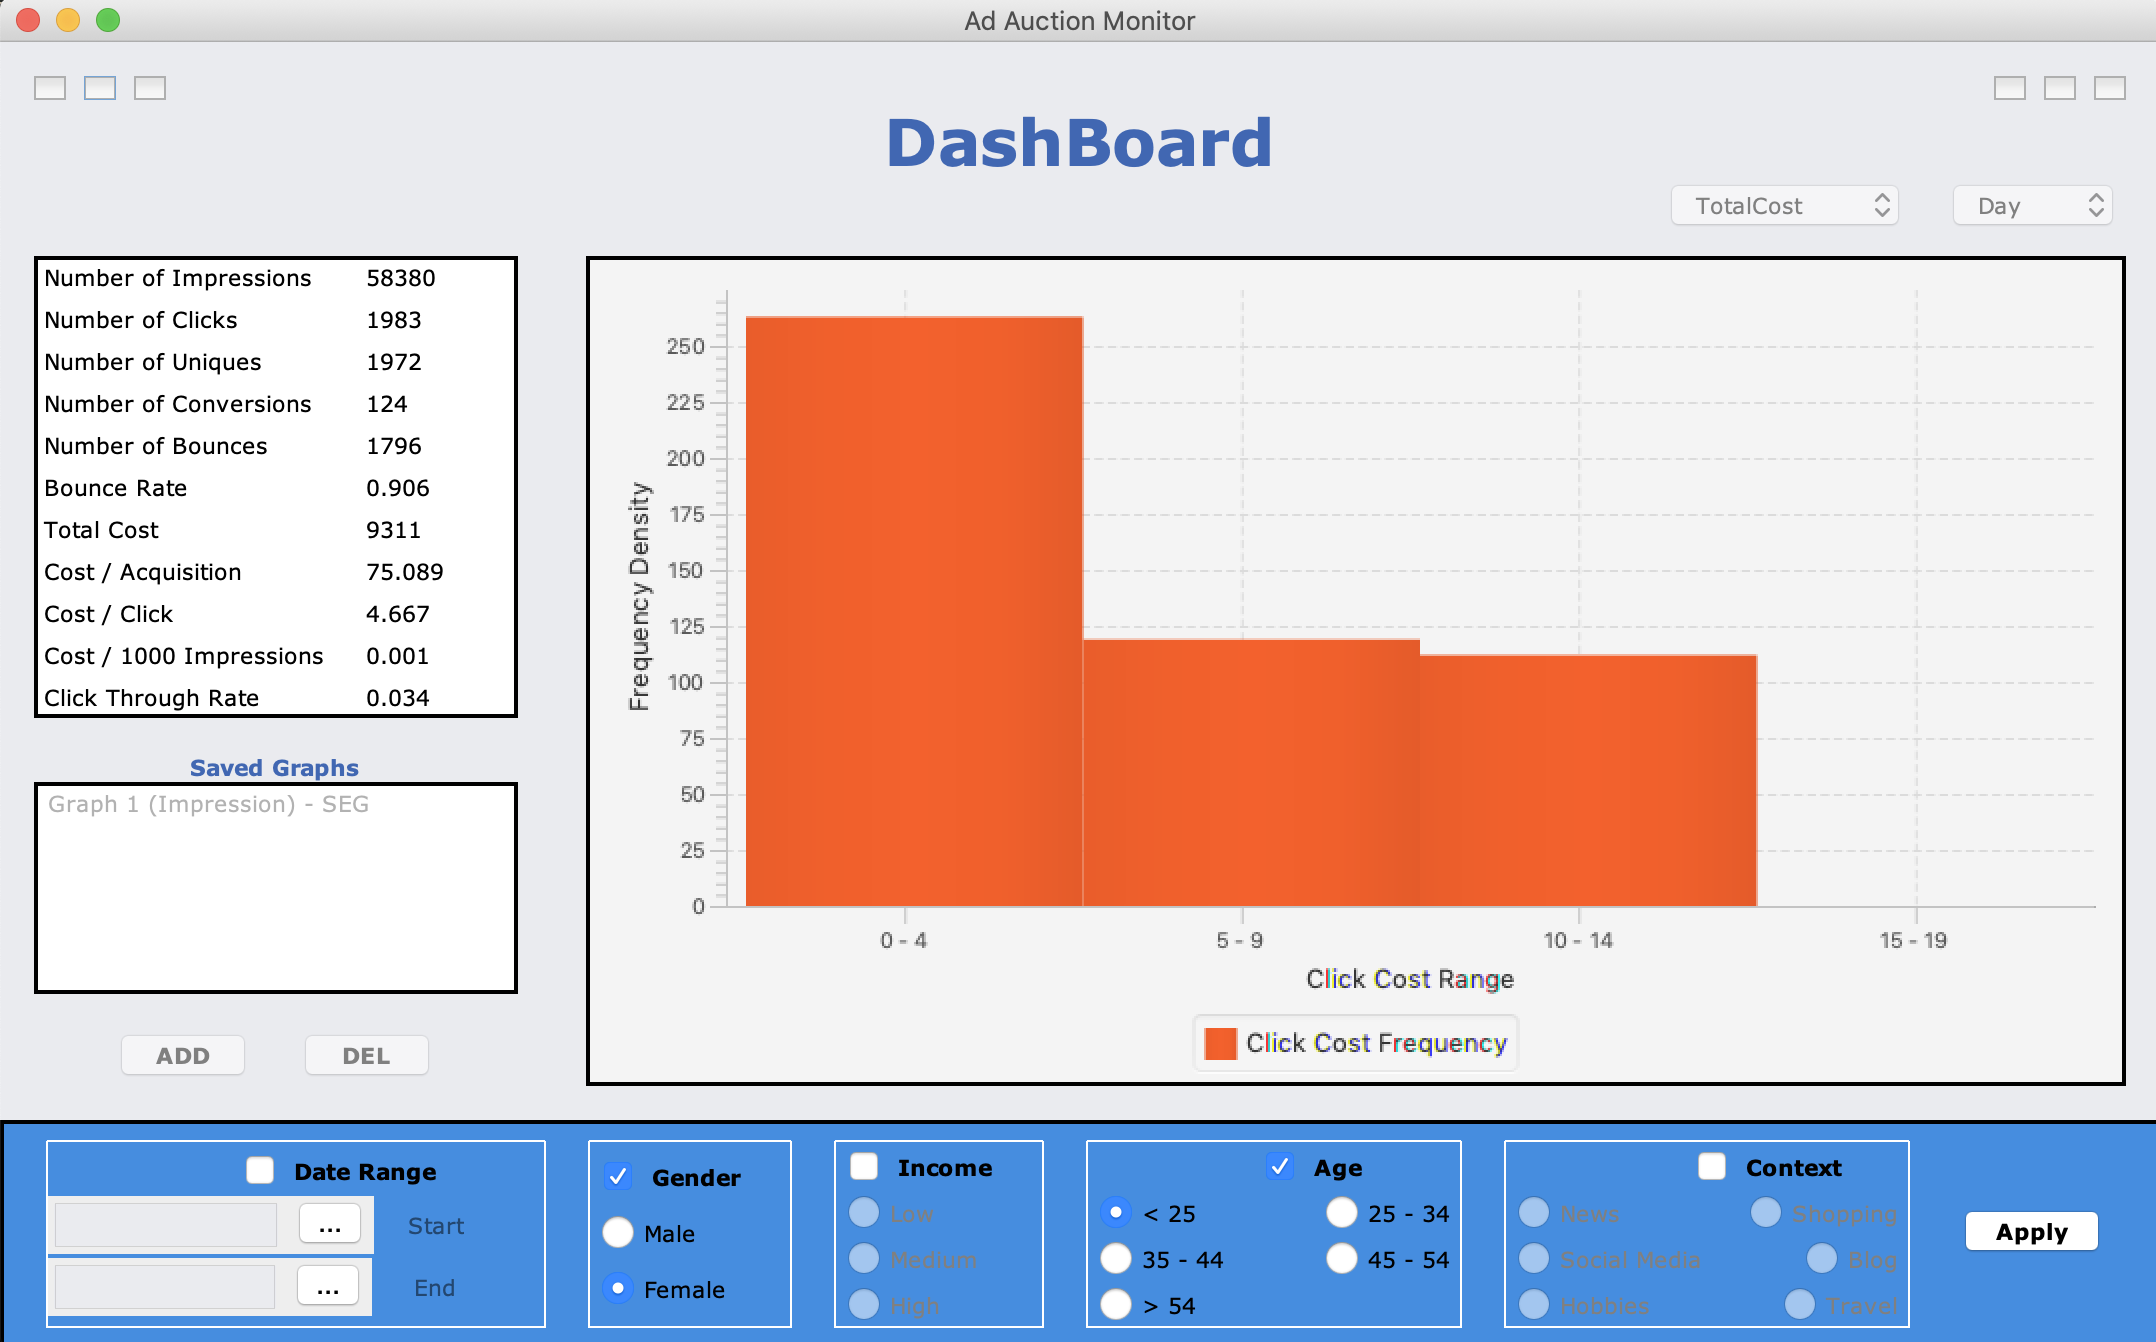 Ad Auction Monitor
DashBoard
TotalCost
Day
Number of Impressions 58380
Number of Clicks 1983
Number of Uniques 1972
Number of Conversions 124
Number of Bounces 1796
Bounce Rate 0.906
Total Cost 9311
Cost / Acquisition 75.089
Cost / Click 4.667
Cost / 1000 Impressions 0.001
Click Through Rate 0.034
Saved Graphs
Graph 1 (Impression) - SEG
ADD DEL
Frequency Density
250
225
200
175
150
125
100
75
50
25
0
0 - 4 5 - 9 10 - 14 15 - 19
Click Cost Range
Click Cost Frequency
Date Range
... Start
... End
Gender
Male
Female
Income
Low
Medium
High
Age
< 25 25 - 34
35 - 44 45 - 54
> 54
Context
News Shopping
Social Media Blog
Hobbies Travel
Apply